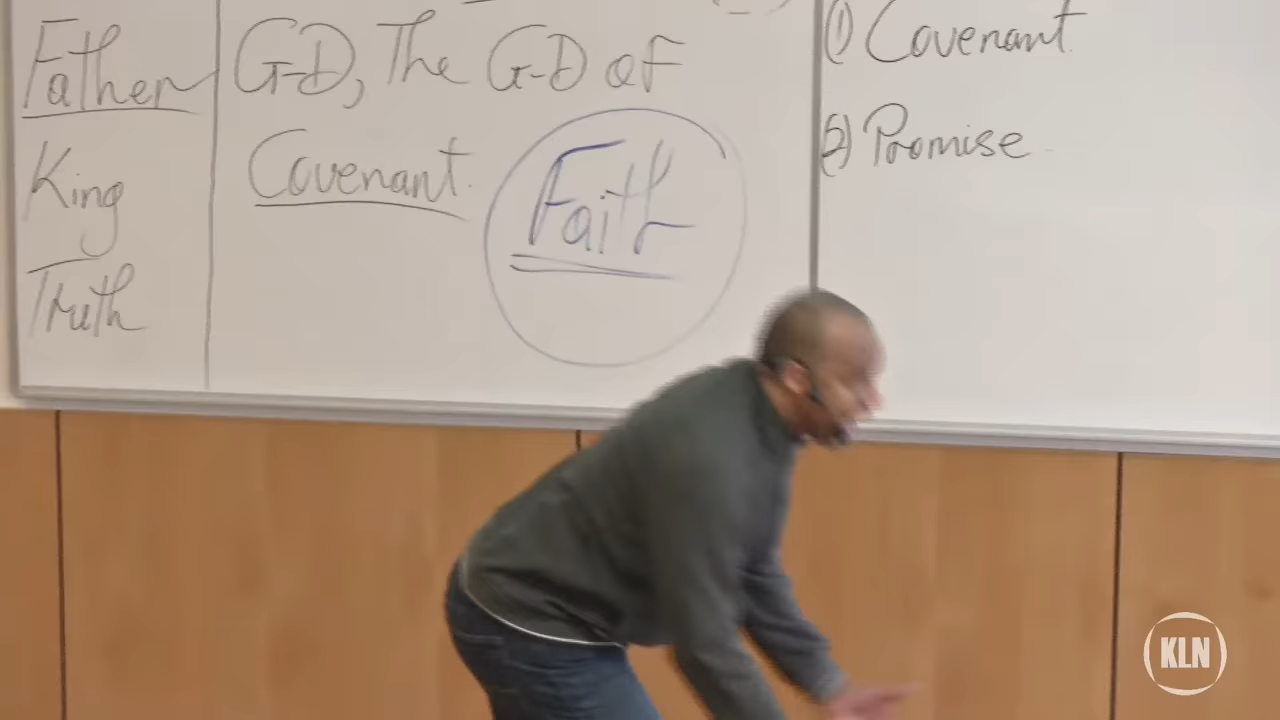 Father
King
Truth
G-D, The G-D of
Covenant.
Faith
1) Covenant.
2) Promise
KLN